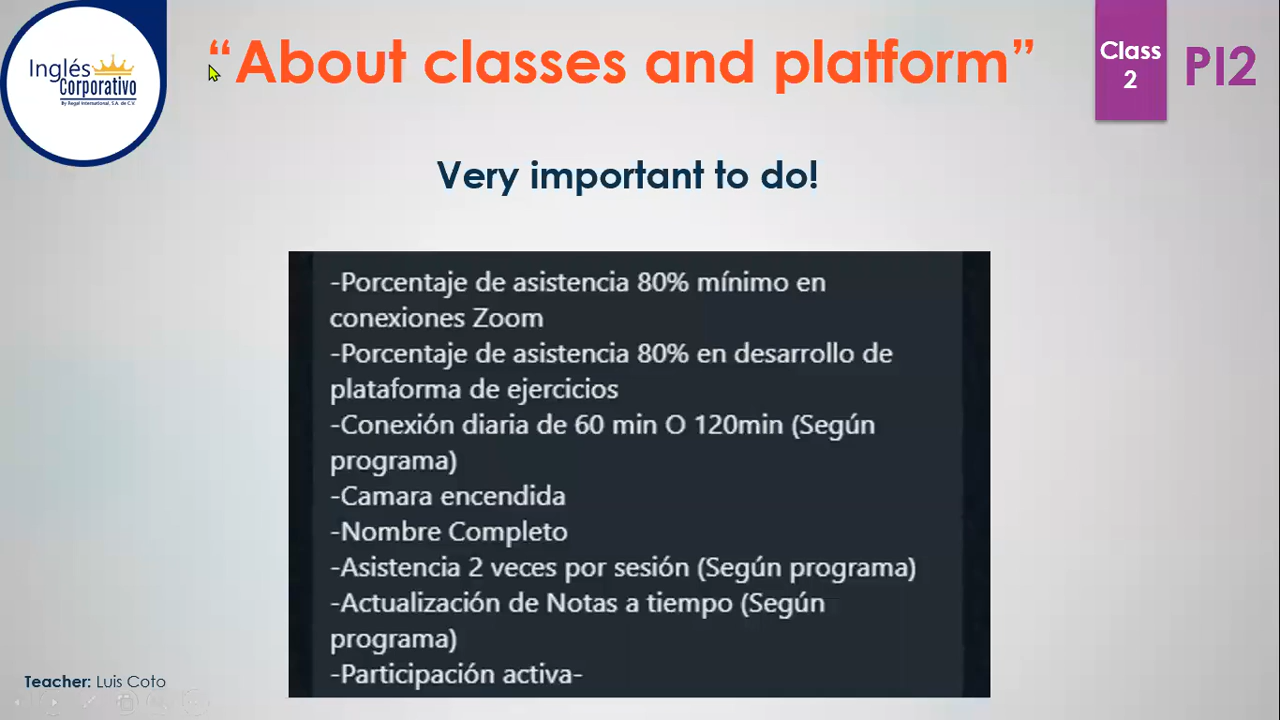 Inglés
Corporativo
By Regal International, S.A. de C.V.
“About classes and platform”
Class
2
PI2
Very important to do!
-Porcentaje de asistencia 80% mínimo en
conexiones Zoom
-Porcentaje de asistencia 80% en desarrollo de
plataforma de ejercicios
-Conexión diaria de 60 min O 120min (Según
programa)
-Camara encendida
-Nombre Completo
-Asistencia 2 veces por sesión (Según programa)
-Actualización de Notas a tiempo (Según
programa)
-Participación activa-
Teacher: Luis Coto